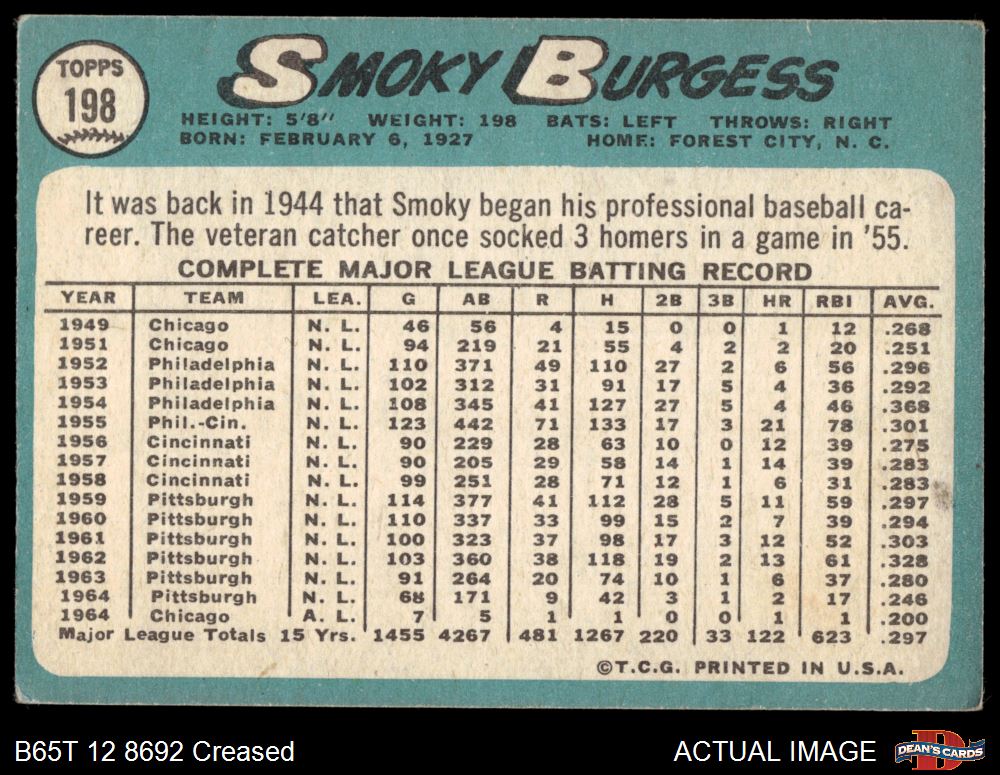 TOPPS
198
SMOKY BURGESS
HEIGHT: 5'8" WEIGHT: 198 BATS: LEFT THROWS: RIGHT
BORN: FEBRUARY 6, 1927 HOME: FOREST CITY, N. C.
It was back in 1944 that Smoky began his professional baseball ca-
reer. The veteran catcher once socked 3 homers in a game in '55.
COMPLETE MAJOR LEAGUE BATTING RECORD
YEAR TEAM LEA. G AB R H 2B 3B HR RBI AVG.
1949 Chicago N. L. 46 56 4 15 0 0 1 12 .268
1951 Chicago N. L. 94 219 21 55 4 2 2 20 .251
1952 Philadelphia N. L. 110 371 49 110 27 2 6 56 .296
1953 Philadelphia N. L. 102 312 31 91 17 5 4 36 .292
1954 Philadelphia N. L. 108 345 41 127 27 5 4 46 .368
1955 Phil.-Cin. N. L. 123 442 71 133 17 3 21 78 .301
1956 Cincinnati N. L. 90 229 28 63 10 0 12 39 .275
1957 Cincinnati N. L. 90 205 29 58 14 1 14 39 .283
1958 Cincinnati N. L. 99 251 28 71 12 1 6 31 .283
1959 Pittsburgh N. L. 114 377 41 112 28 5 11 59 .297
1960 Pittsburgh N. L. 110 337 33 99 15 2 7 39 .294
1961 Pittsburgh N. L. 100 323 37 98 17 3 12 52 .303
1962 Pittsburgh N. L. 103 360 38 118 19 2 13 61 .328
1963 Pittsburgh N. L. 91 264 20 74 10 1 6 37 .280
1964 Pittsburgh N. L. 68 171 9 42 3 1 2 17 .246
1964 Chicago A. L. 7 5 1 1 0 0 1 1 .200
Major League Totals 15 Yrs. 1455 4267 481 1267 220 33 122 623 .297
©T.C.G. PRINTED IN U.S.A.
B65T 12 8692 Creased
ACTUAL IMAGE
DEAN'S CARDS